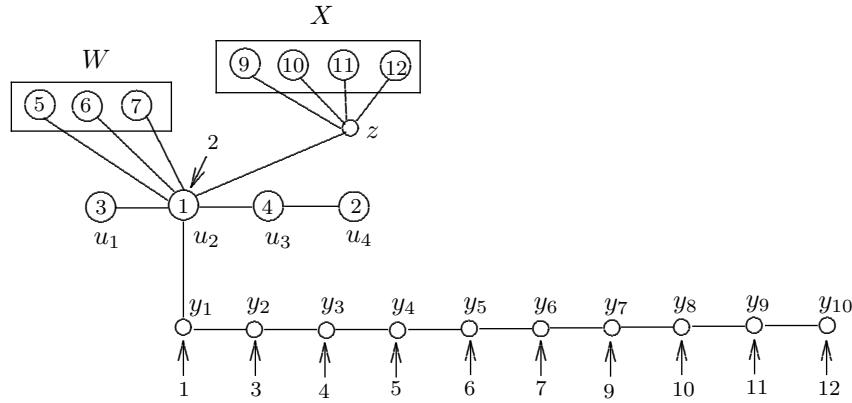 X
W
9 10 11 12
5 6 7
2
z
3 1 4 2
u₁ u₂ u₃ u₄
y₁ y₂ y₃ y₄ y₅ y₆ y₇ y₈ y₉ y₁₀
1 3 4 5 6 7 9 10 11 12